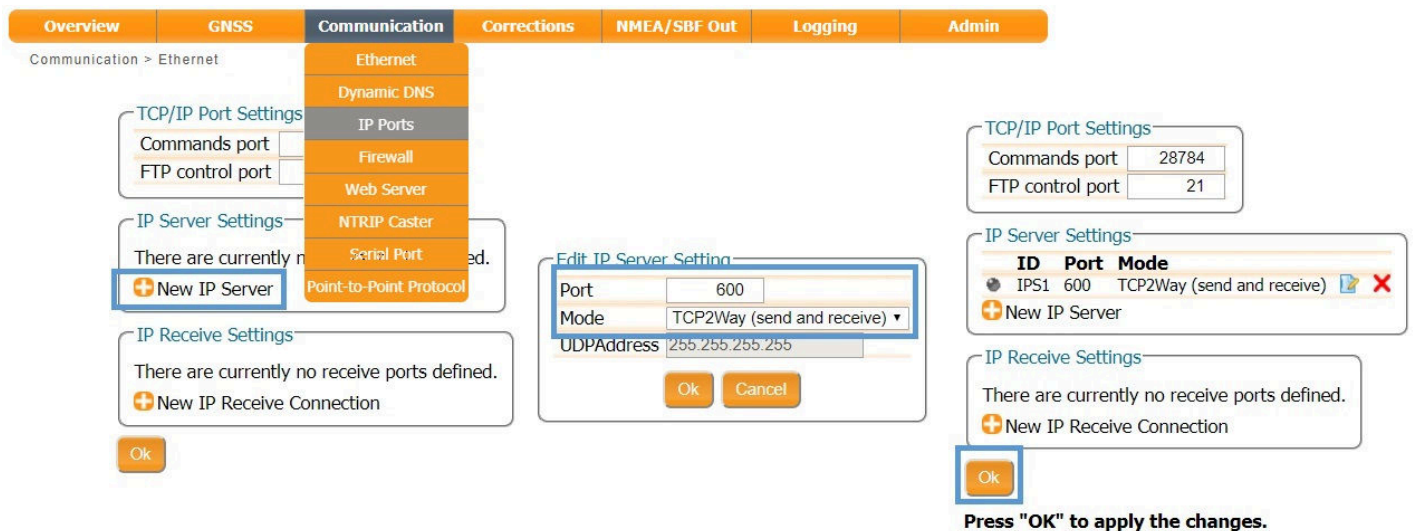 Overview GNSS Communication Corrections NMEA/SBF Out Logging Admin
Communication > Ethernet
Ethernet
Dynamic DNS
IP Ports
Firewall
Web Server
NTRIP Caster
Serial Port
Point-to-Point Protocol
TCP/IP Port Settings
Commands port
FTP control port
IP Server Settings
There are currently n ed.
New IP Server
IP Receive Settings
There are currently no receive ports defined.
New IP Receive Connection
Ok
Edit IP Server Setting
Port 600
Mode TCP2Way (send and receive)
UDPAddress 255.255.255.255
Ok Cancel
TCP/IP Port Settings
Commands port 28784
FTP control port 21
IP Server Settings
ID Port Mode
IPS1 600 TCP2Way (send and receive)
New IP Server
IP Receive Settings
There are currently no receive ports defined.
New IP Receive Connection
Ok
Press "OK" to apply the changes.